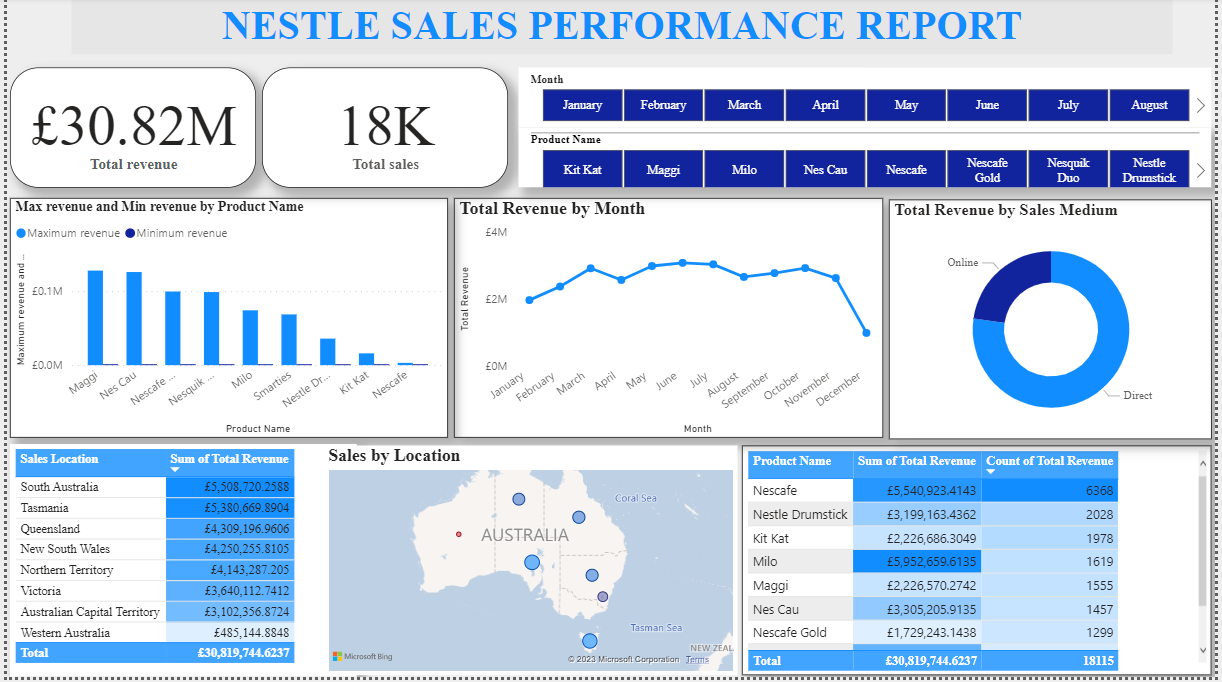 NESTLE SALES PERFORMANCE REPORT
£30.82M
Total revenue
18K
Total sales
Month
January February March April May June July August
Product Name
Kit Kat Maggi Milo Nes Cau Nescafe Nescafe Gold Nesquik Duo Nestle Drumstick
Max revenue and Min revenue by Product Name
Maximum revenue Minimum revenue
Maximum revenue and ...
£0.1M
£0.0M
Maggi Nes Cau Nescafe ... Nesquik ... Milo Smarties Nestle Dr... Kit Kat Nescafe
Product Name
Total Revenue by Month
Total Revenue
£4M
£2M
£0M
January February March April May June July August September October November December
Month
Total Revenue by Sales Medium
Online
Direct
Sales Location Sum of Total Revenue
South Australia £5,508,720.2588
Tasmania £5,380,669.8904
Queensland £4,309,196.9606
New South Wales £4,250,255.8105
Northern Territory £4,143,287.205
Victoria £3,640,112.7412
Australian Capital Territory £3,102,356.8724
Western Australia £485,144.8848
Total £30,819,744.6237
Sales by Location
Coral Sea
AUSTRALIA
Tasman Sea
NEW ZEAL
Microsoft Bing
© 2023 Microsoft Corporation Terms
Product Name Sum of Total Revenue Count of Total Revenue
Nescafe £5,540,923.4143 6368
Nestle Drumstick £3,199,163.4362 2028
Kit Kat £2,226,686.3049 1978
Milo £5,952,659.6135 1619
Maggi £2,226,570.2742 1555
Nes Cau £3,305,205.9135 1457
Nescafe Gold £1,729,243.1438 1299
Total £30,819,744.6237 18115